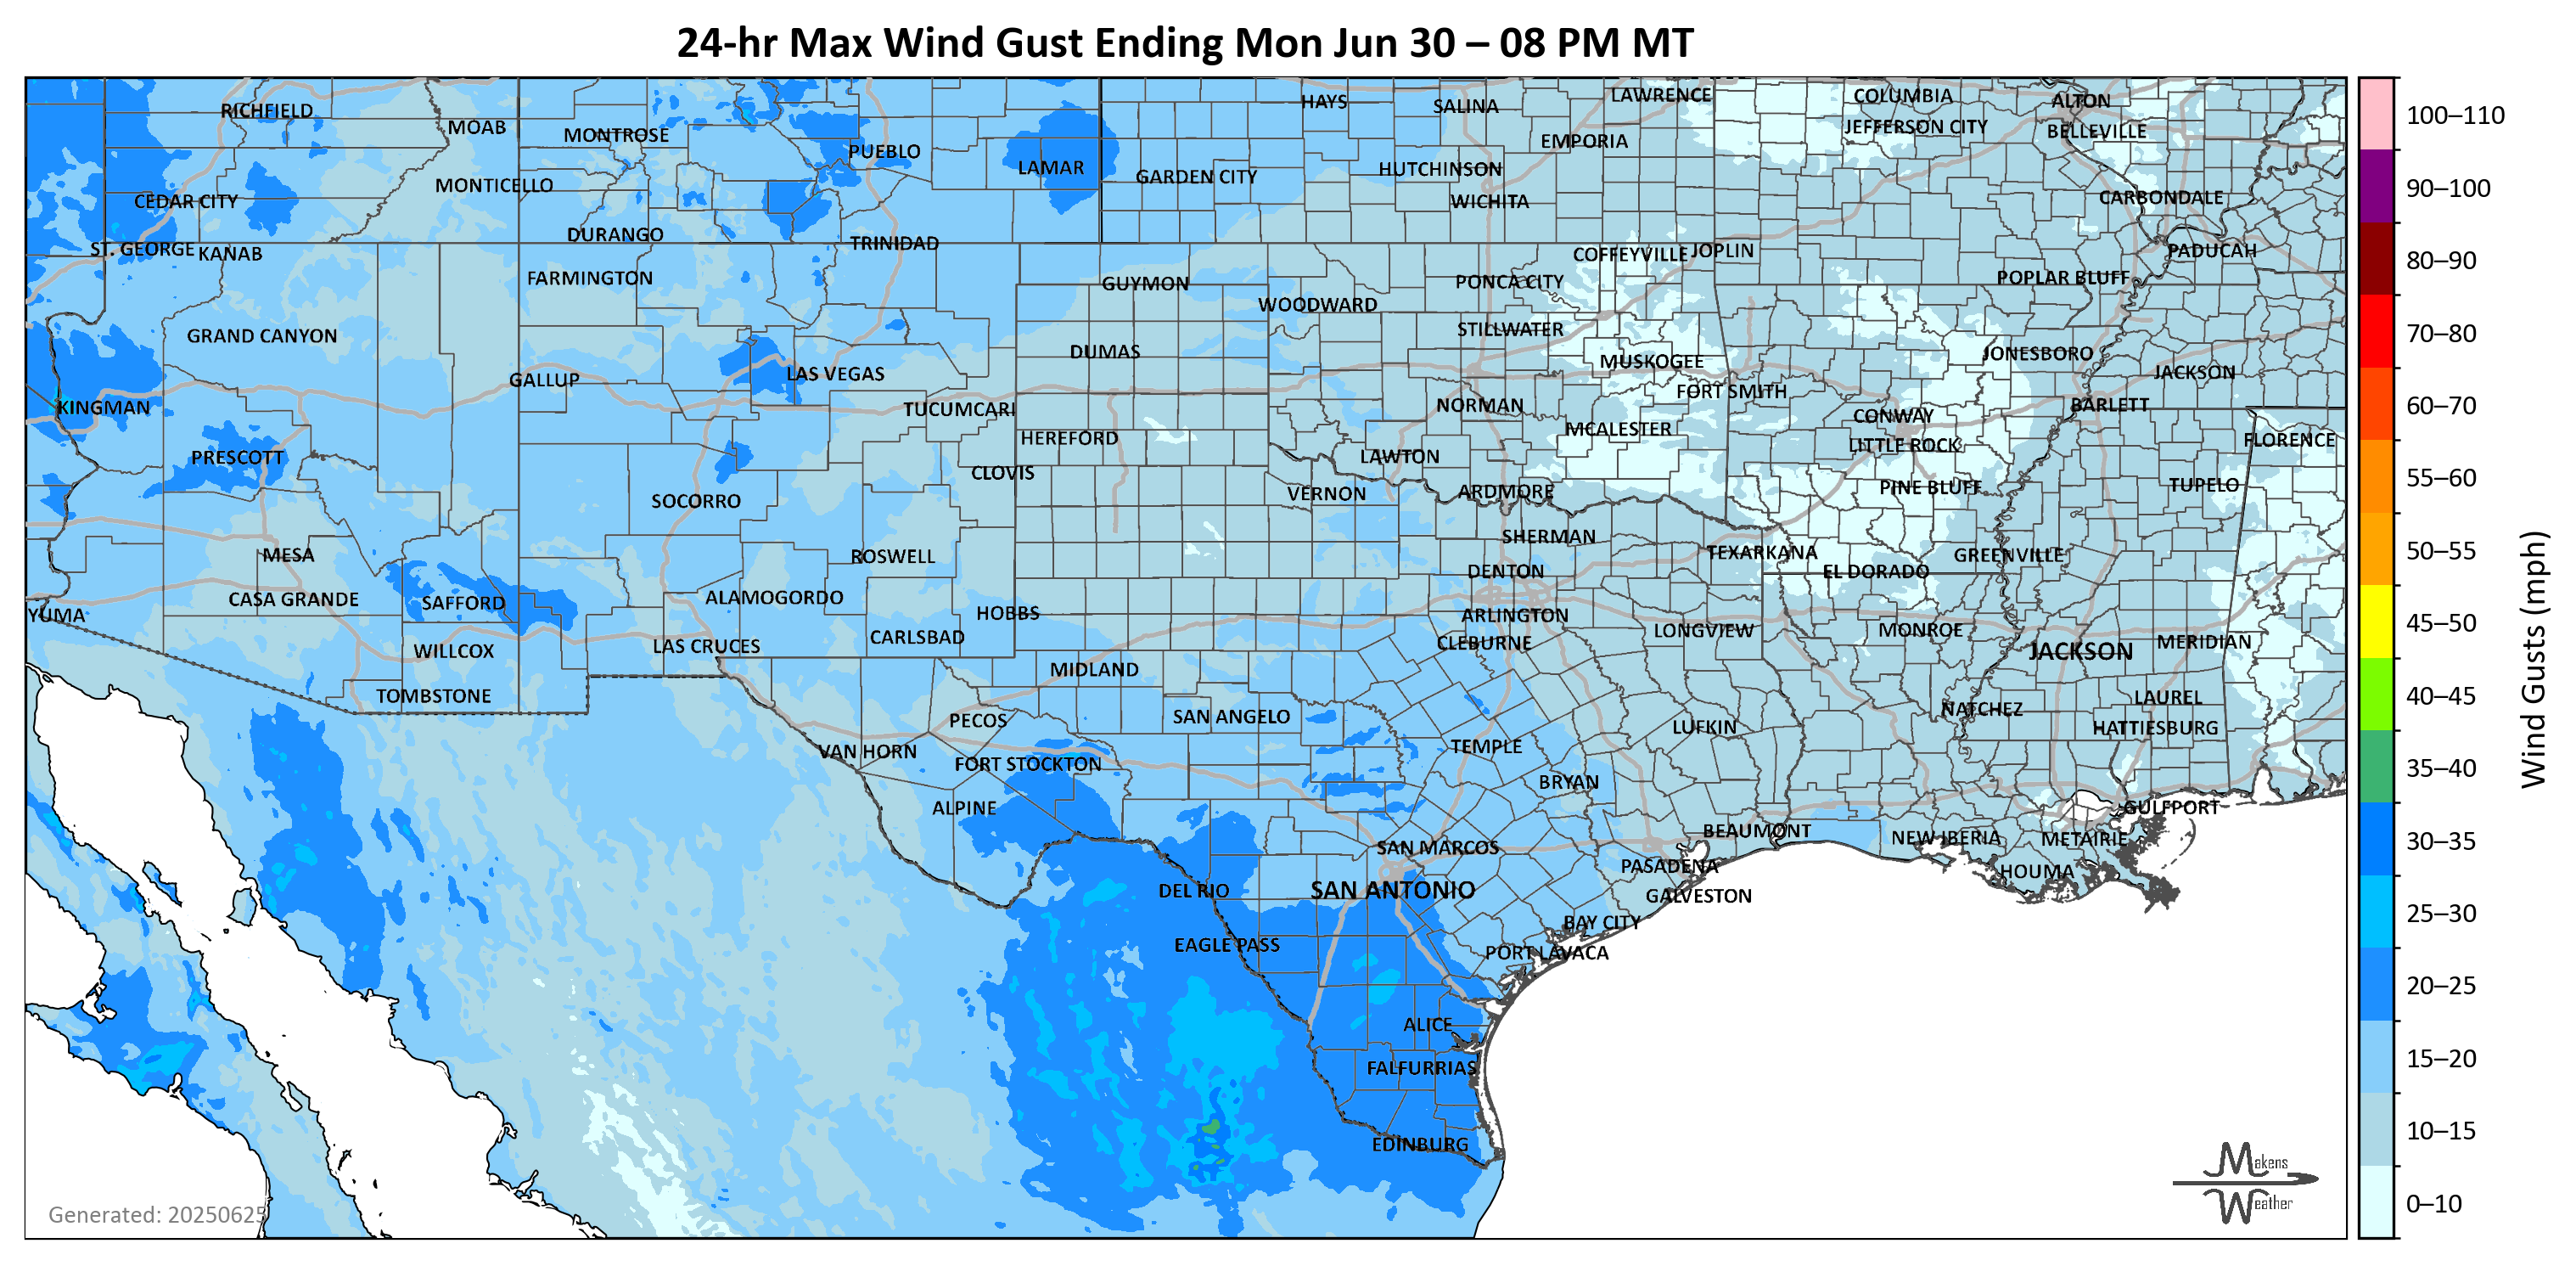 24-hr Max Wind Gust Ending Mon Jun 30 – 08 PM MT
RICHFIELD
MOAB
MONTROSE
PUEBLO
LAMAR
GARDEN CITY
HAYS
SALINA
LAWRENCE
EMPORIA
HUTCHINSON
WICHITA
COLUMBIA
JEFFERSON CITY
ALTON
BELLEVILLE
CARBONDALE
MONTICELLO
CEDAR CITY
DURANGO
TRINIDAD
ST. GEORGE
KANAB
FARMINGTON
GUYMON
WOODWARD
PONCA CITY
COFFEYVILLE
JOPLIN
POPLAR BLUFF
PADUCAH
GRAND CANYON
STILLWATER
DUMAS
MUSKOGEE
JONESBORO
JACKSON
GALLUP
LAS VEGAS
FORT SMITH
KINGMAN
TUCUMCARI
NORMAN
CONWAY
BARLETT
HEREFORD
MCALESTER
LITTLE ROCK
FLORENCE
PRESCOTT
CLOVIS
LAWTON
SOCORRO
VERNON
ARDMORE
PINE BLUFF
TUPELO
MESA
ROSWELL
SHERMAN
TEXARKANA
GREENVILLE
DENTON
EL DORADO
CASA GRANDE
SAFFORD
ALAMOGORDO
HOBBS
ARLINGTON
YUMA
WILLCOX
LAS CRUCES
CARLSBAD
CLEBURNE
LONGVIEW
MONROE
JACKSON
MERIDIAN
MIDLAND
TOMBSTONE
PECOS
SAN ANGELO
LUFKIN
NATCHEZ
LAUREL
HATTIESBURG
VAN HORN
FORT STOCKTON
TEMPLE
BRYAN
ALPINE
GULFPORT
BEAUMONT
NEW IBERIA
METAIRIE
SAN MARCOS
PASADENA
HOUMA
DEL RIO
SAN ANTONIO
GALVESTON
BAY CITY
EAGLE PASS
PORT LAVACA
ALICE
FALFURRIAS
EDINBURG
Generated: 20250625
Makens
Weather
100–110
90–100
80–90
70–80
60–70
55–60
50–55
45–50
40–45
35–40
30–35
25–30
20–25
15–20
10–15
0–10
Wind Gusts (mph)